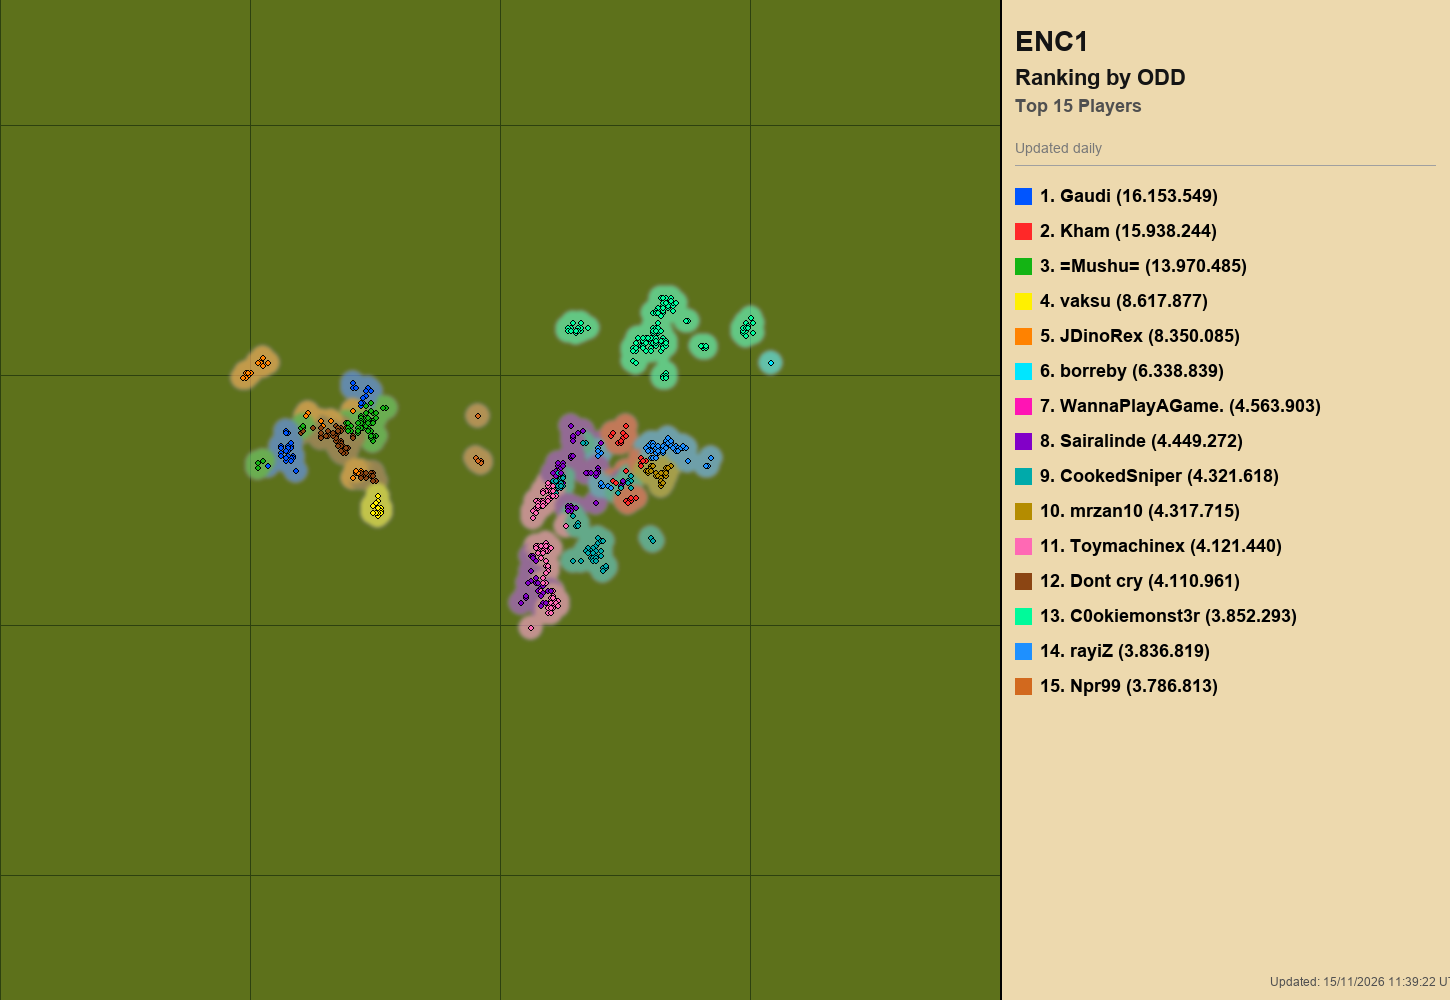 ENC1
Ranking by ODD
Top 15 Players
Updated daily
1. Gaudi (16.153.549)
2. Kham (15.938.244)
3. =Mushu= (13.970.485)
4. vaksu (8.617.877)
5. JDinoRex (8.350.085)
6. borreby (6.338.839)
7. WannaPlayAGame. (4.563.903)
8. Sairalinde (4.449.272)
9. CookedSniper (4.321.618)
10. mrzan10 (4.317.715)
11. Toymachinex (4.121.440)
12. Dont cry (4.110.961)
13. C0okiemonst3r (3.852.293)
14. rayiZ (3.836.819)
15. Npr99 (3.786.813)
Updated: 15/11/2026 11:39:22